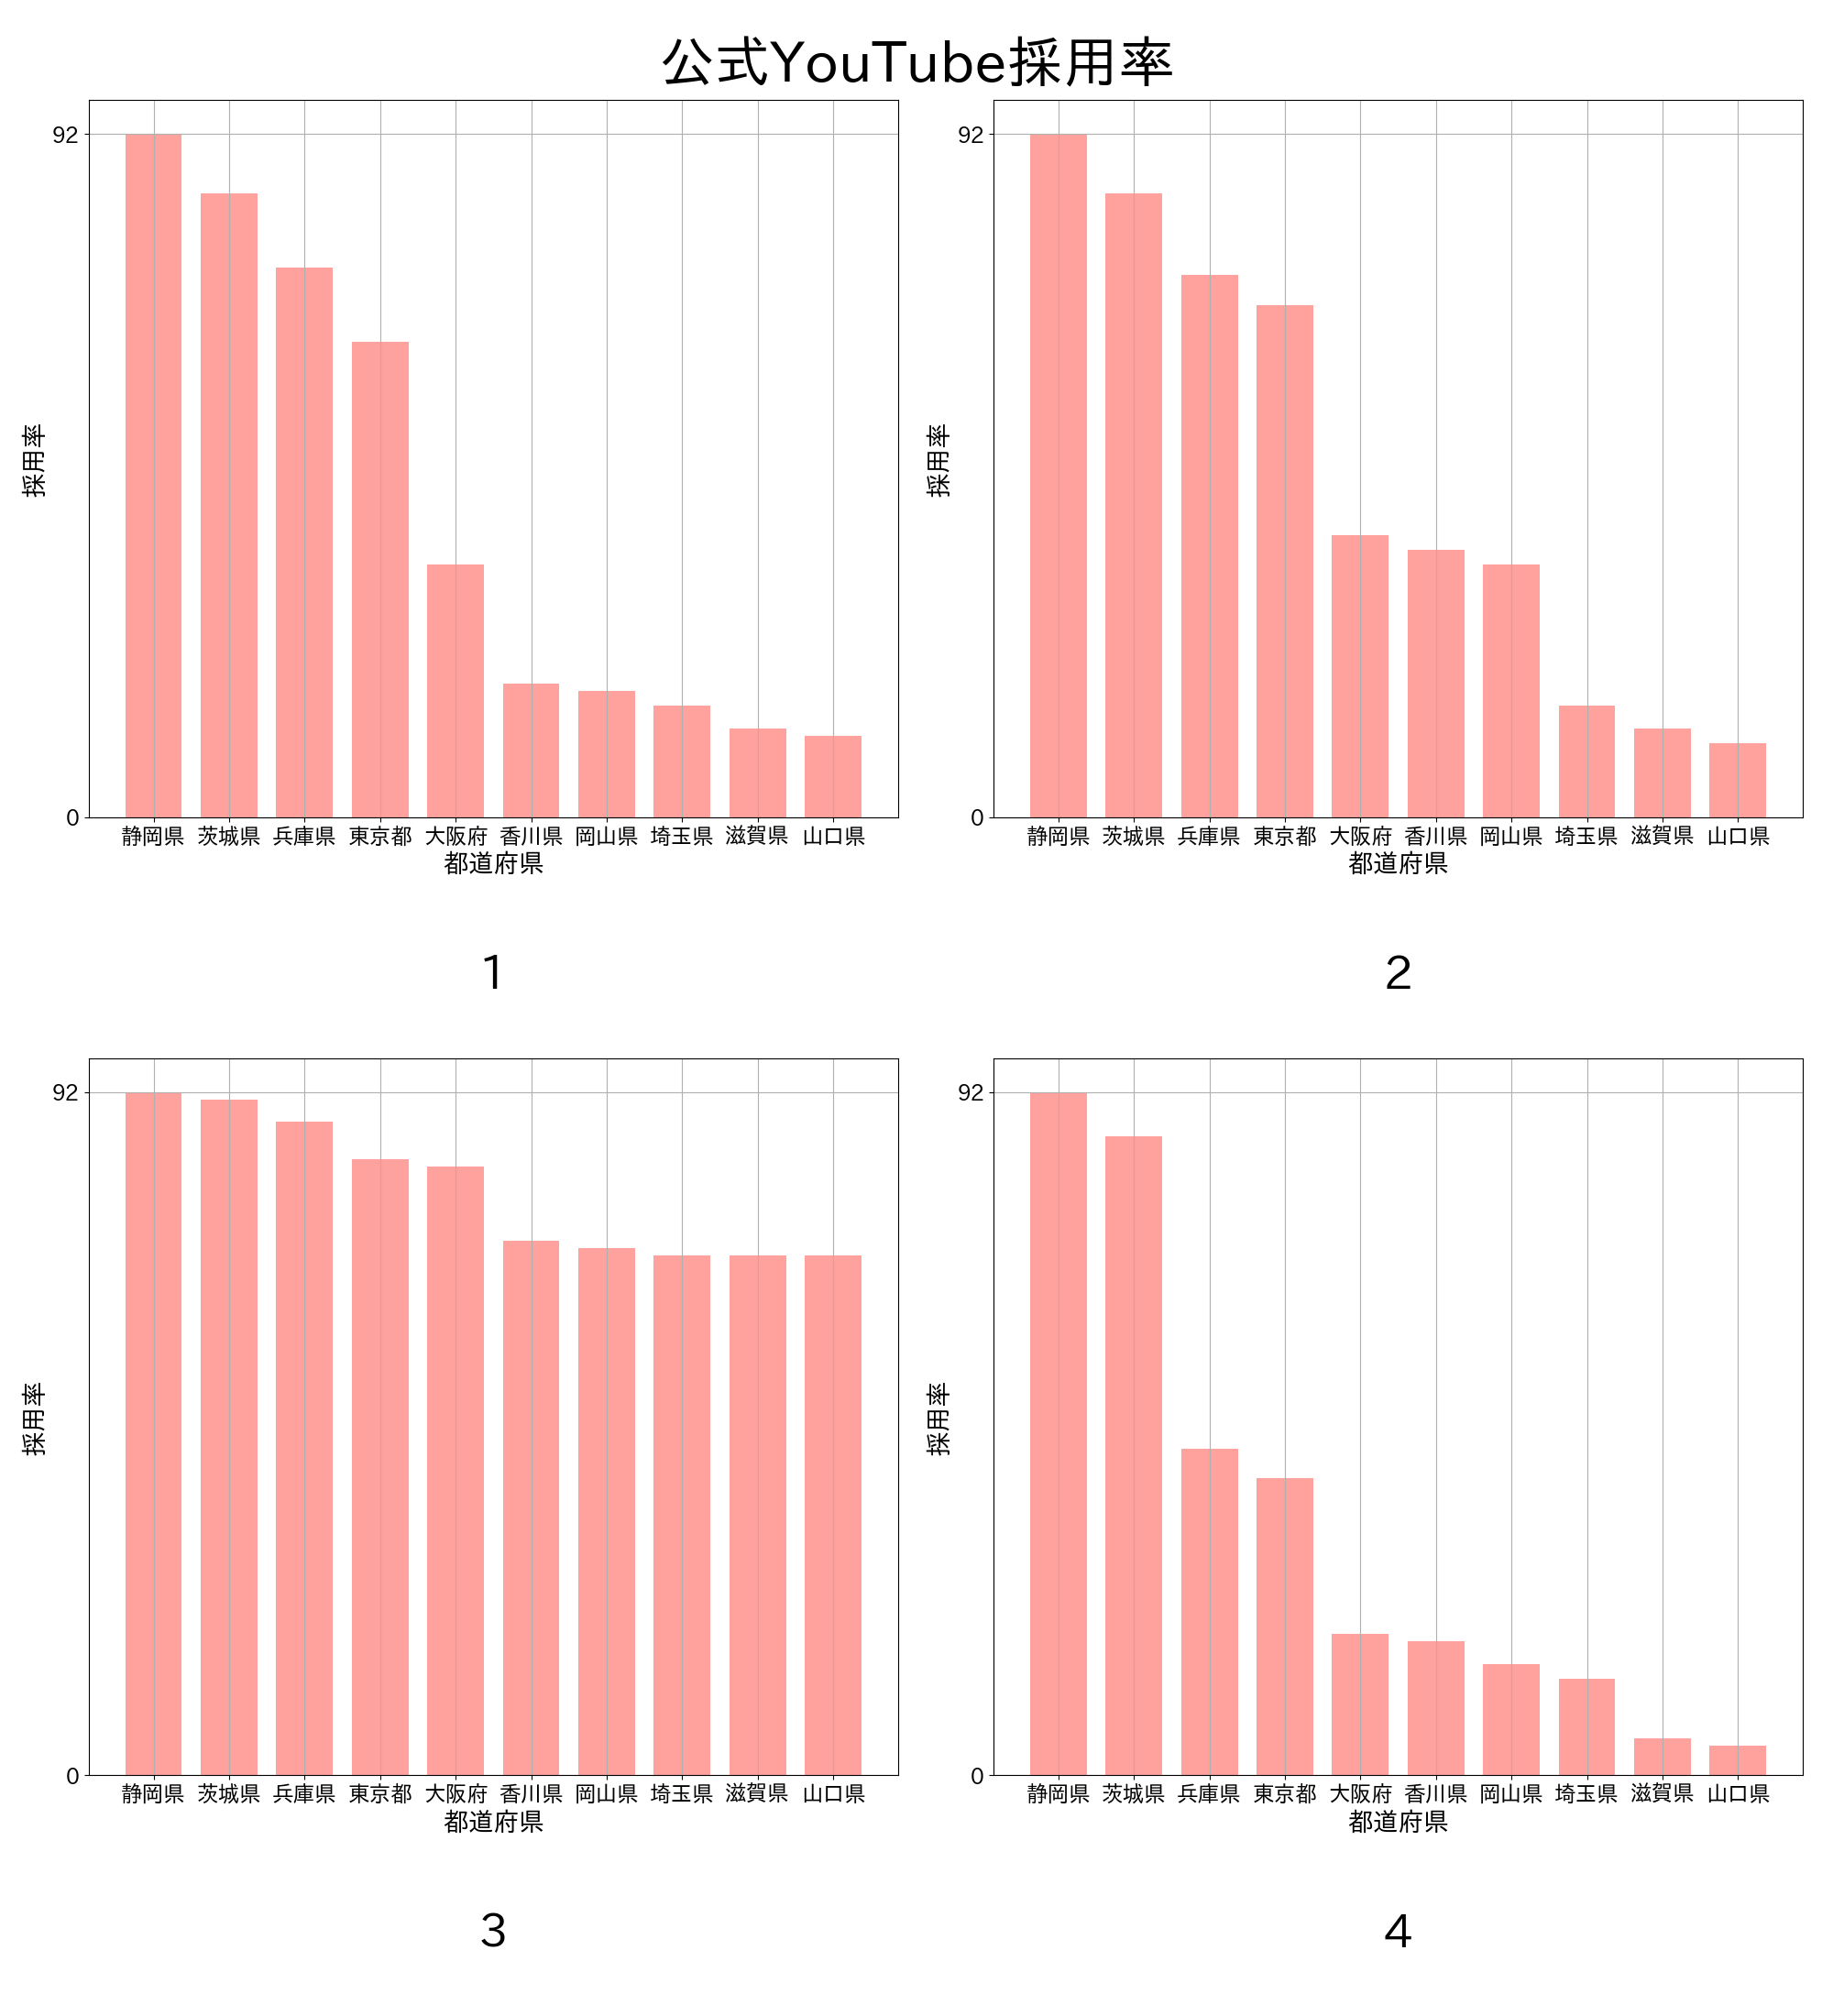 公式YouTube採用率
92
0
採用率
静岡県 茨城県 兵庫県 東京都 大阪府 香川県 岡山県 埼玉県 滋賀県 山口県
都道府県
1
92
0
採用率
静岡県 茨城県 兵庫県 東京都 大阪府 香川県 岡山県 埼玉県 滋賀県 山口県
都道府県
2
92
0
採用率
静岡県 茨城県 兵庫県 東京都 大阪府 香川県 岡山県 埼玉県 滋賀県 山口県
都道府県
3
92
0
採用率
静岡県 茨城県 兵庫県 東京都 大阪府 香川県 岡山県 埼玉県 滋賀県 山口県
都道府県
4